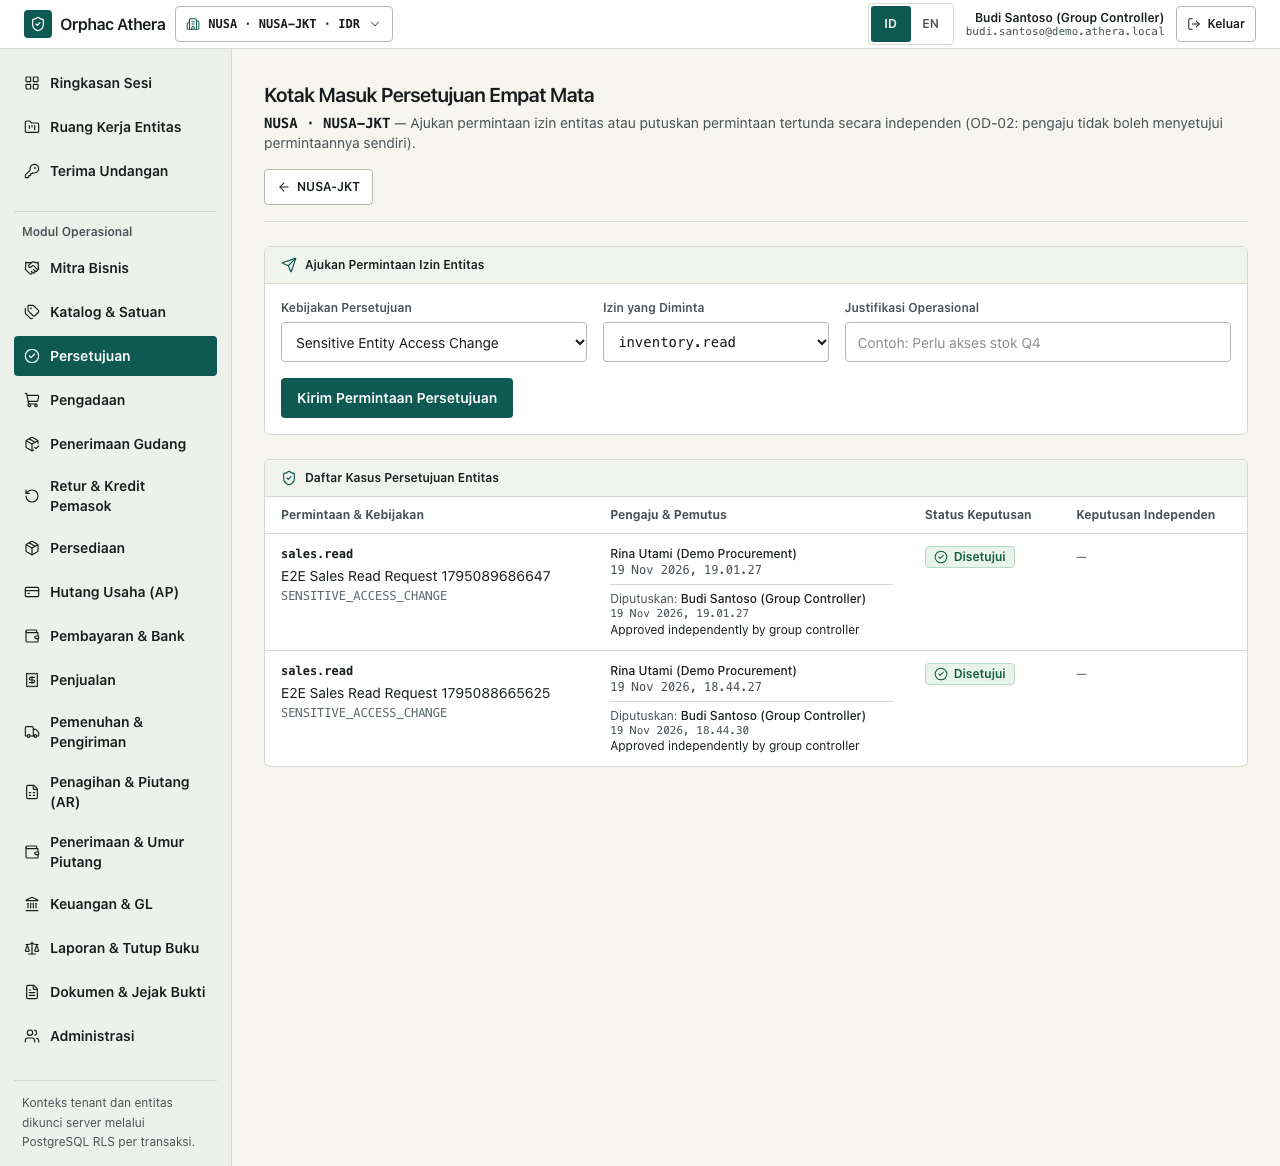 Orphac Athera
NUSA · NUSA-JKT · IDR
ID
EN
Budi Santoso (Group Controller)
budi.santoso@demo.athera.local
Keluar
Ringkasan Sesi
Ruang Kerja Entitas
Terima Undangan
Modul Operasional
Mitra Bisnis
Katalog & Satuan
Persetujuan
Pengadaan
Penerimaan Gudang
Retur & Kredit
Pemasok
Persediaan
Hutang Usaha (AP)
Pembayaran & Bank
Penjualan
Pemenuhan &
Pengiriman
Penagihan & Piutang
(AR)
Penerimaan & Umur
Piutang
Keuangan & GL
Laporan & Tutup Buku
Dokumen & Jejak Bukti
Administrasi
Konteks tenant dan entitas
dikunci server melalui
PostgreSQL RLS per transaksi.
Kotak Masuk Persetujuan Empat Mata
NUSA · NUSA-JKT — Ajukan permintaan izin entitas atau putuskan permintaan tertunda secara independen (OD-02: pengaju tidak boleh menyetujui
permintaannya sendiri).
NUSA-JKT
Ajukan Permintaan Izin Entitas
Kebijakan Persetujuan
Izin yang Diminta
Justifikasi Operasional
Sensitive Entity Access Change
inventory.read
Contoh: Perlu akses stok Q4
Kirim Permintaan Persetujuan
Daftar Kasus Persetujuan Entitas
Permintaan & Kebijakan
Pengaju & Pemutus
Status Keputusan
Keputusan Independen
sales.read
E2E Sales Read Request 1795089686647
SENSITIVE_ACCESS_CHANGE
Rina Utami (Demo Procurement)
19 Nov 2026, 19.01.27
Diputuskan: Budi Santoso (Group Controller)
19 Nov 2026, 19.01.27
Approved independently by group controller
Disetujui
—
sales.read
E2E Sales Read Request 1795088665625
SENSITIVE_ACCESS_CHANGE
Rina Utami (Demo Procurement)
19 Nov 2026, 18.44.27
Diputuskan: Budi Santoso (Group Controller)
19 Nov 2026, 18.44.30
Approved independently by group controller
Disetujui
—